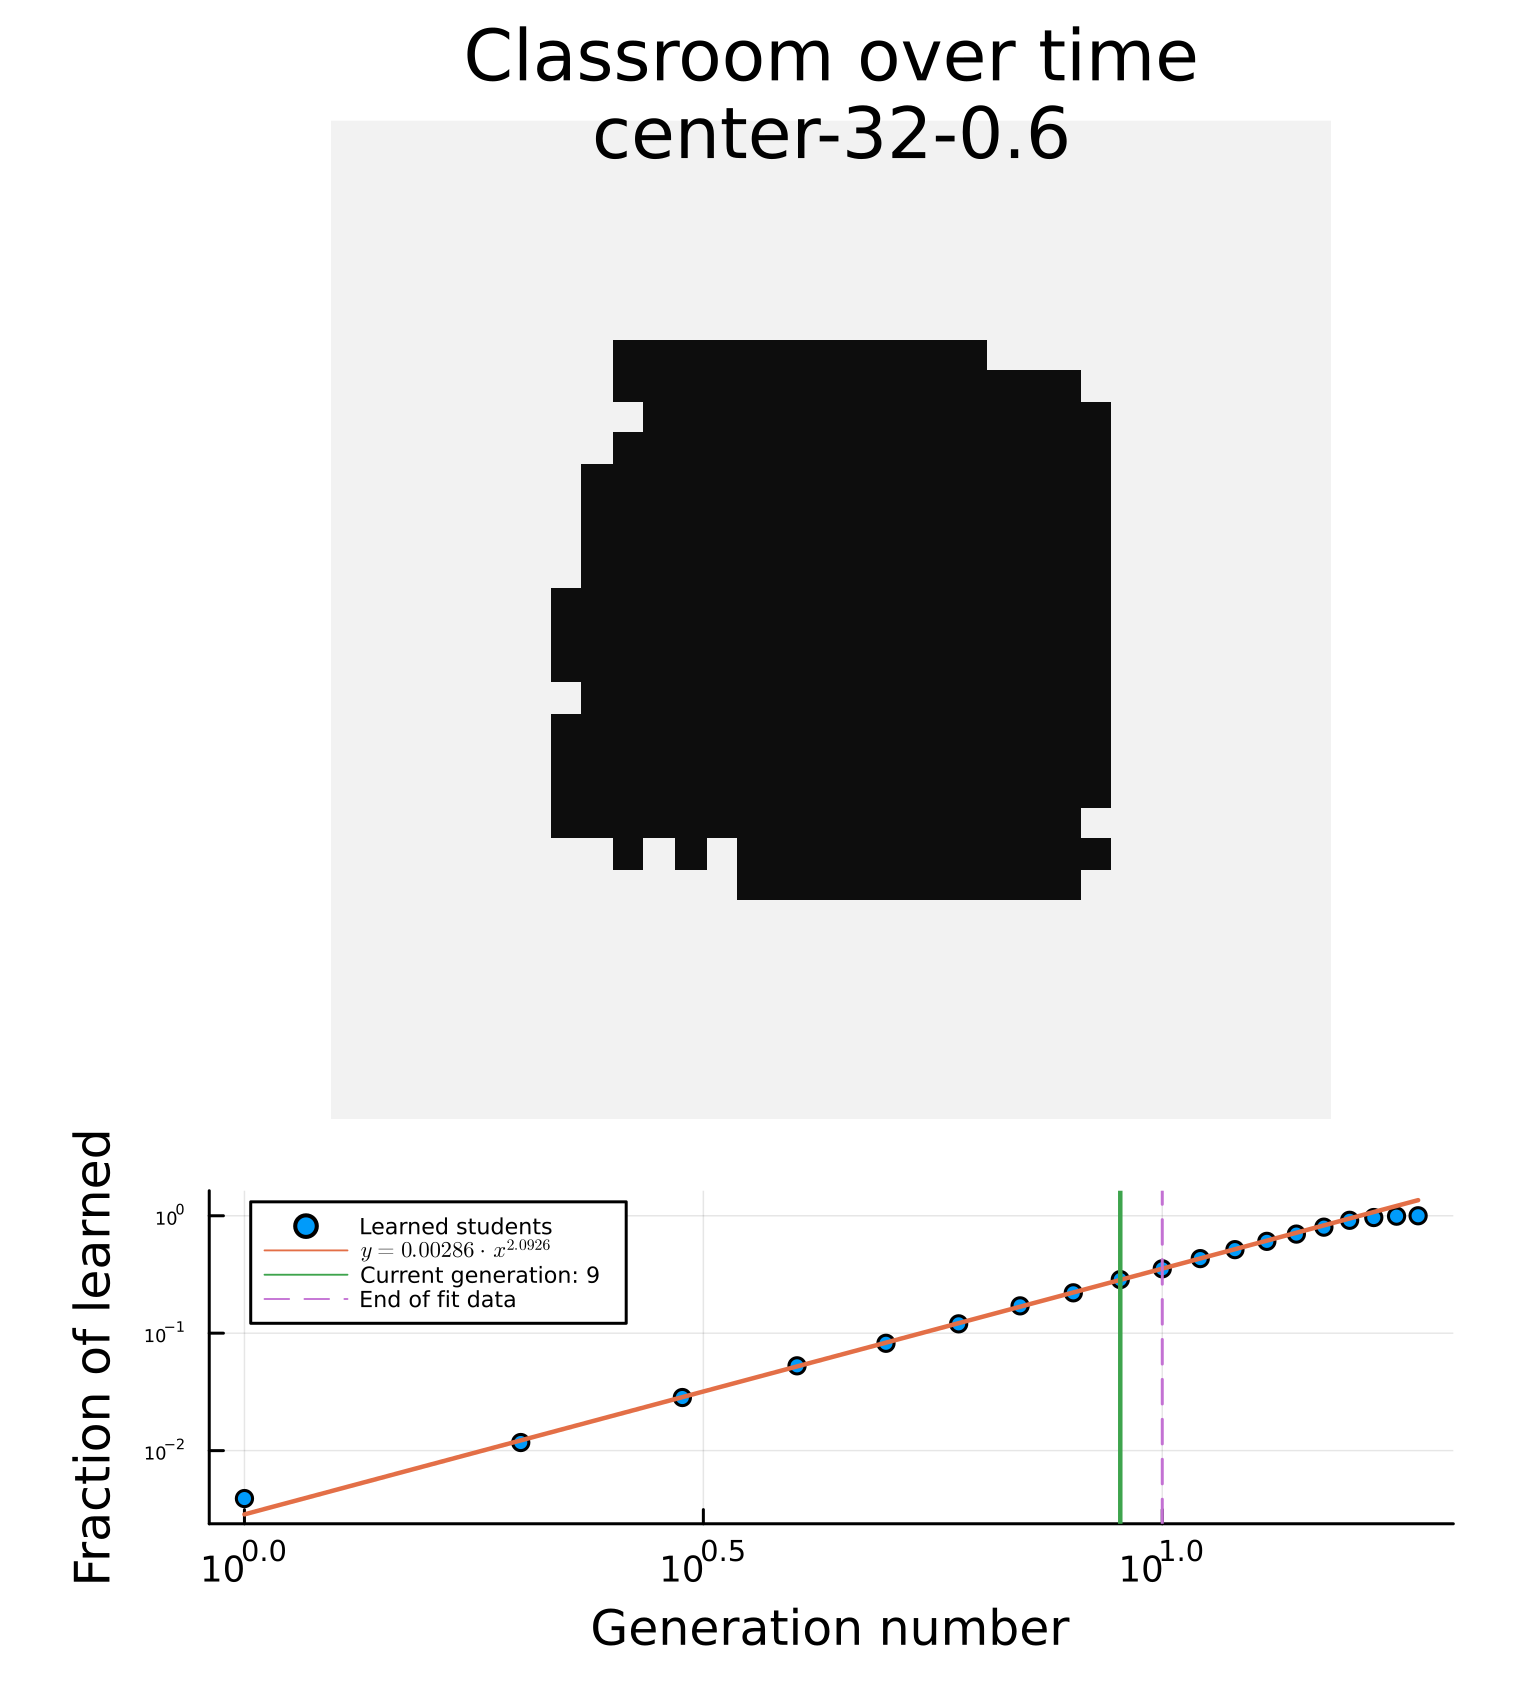 Classroom over time
center-32-0.6
Fraction of learned
10⁰
10⁻¹
10⁻²
Learned students
y = 0.00286 · x^2.0926
Current generation: 9
End of fit data
10^0.0 10^0.5 10^1.0
Generation number